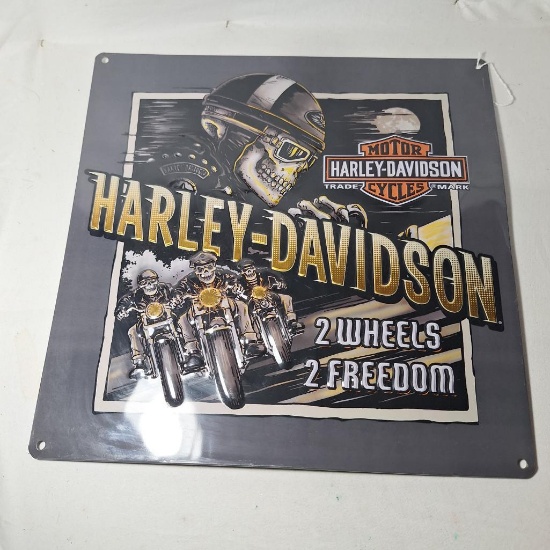 MOTOR
HARLEY-DAVIDSON
TRADE MARK
CYCLES
HARLEY-DAVIDSON
2 WHEELS
2 FREEDOM